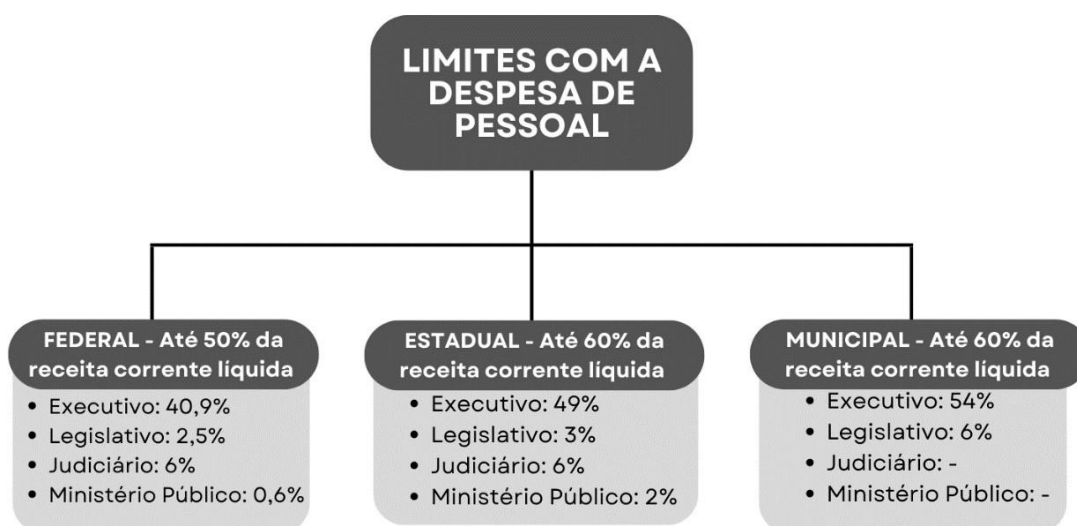 LIMITES COM A
DESPESA DE
PESSOAL
FEDERAL - Até 50% da
receita corrente líquida
• Executivo: 40,9%
• Legislativo: 2,5%
• Judiciário: 6%
• Ministério Público: 0,6%
ESTADUAL - Até 60% da
receita corrente líquida
• Executivo: 49%
• Legislativo: 3%
• Judiciário: 6%
• Ministério Público: 2%
MUNICIPAL - Até 60% da
receita corrente líquida
• Executivo: 54%
• Legislativo: 6%
• Judiciário: -
• Ministério Público: -